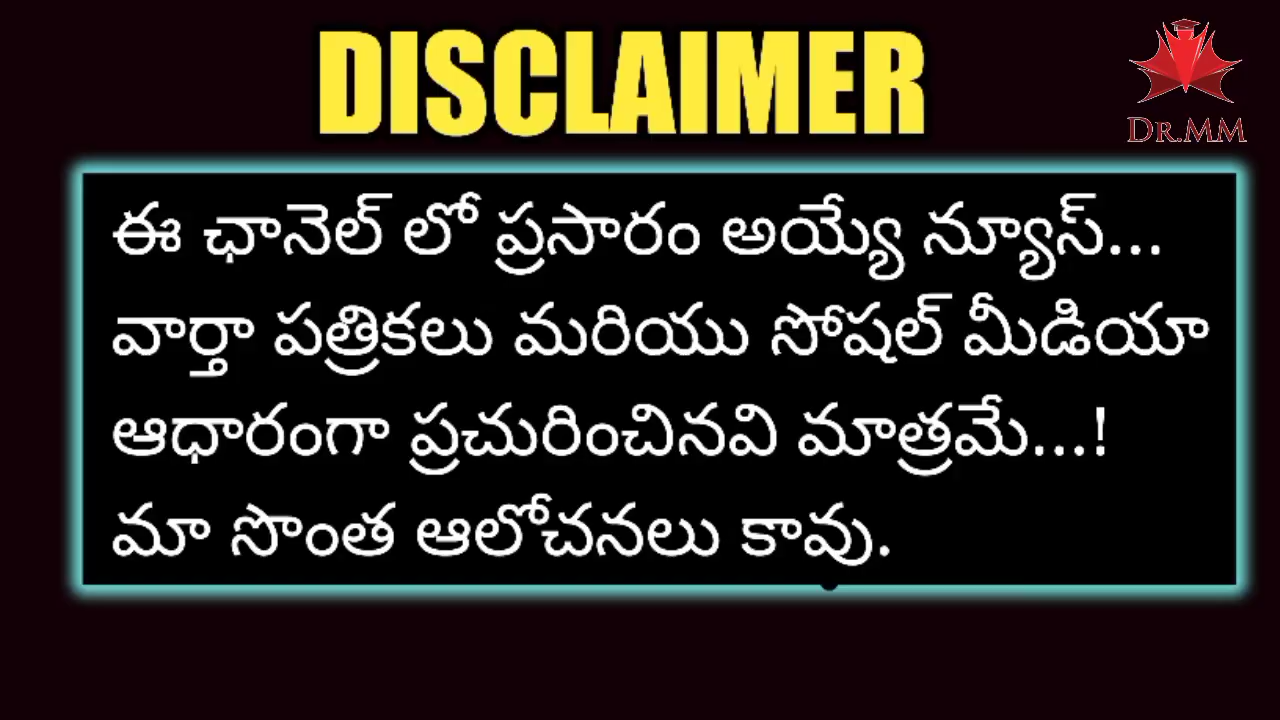 DISCLAIMER
DR.MM
ఈ ఛానెల్ లో ప్రసారం అయ్యే న్యూస్...
వార్తా పత్రికలు మరియు సోషల్ మీడియా
ఆధారంగా ప్రచురించినవి మాత్రమే...!
మా సొంత ఆలోచనలు కావు.